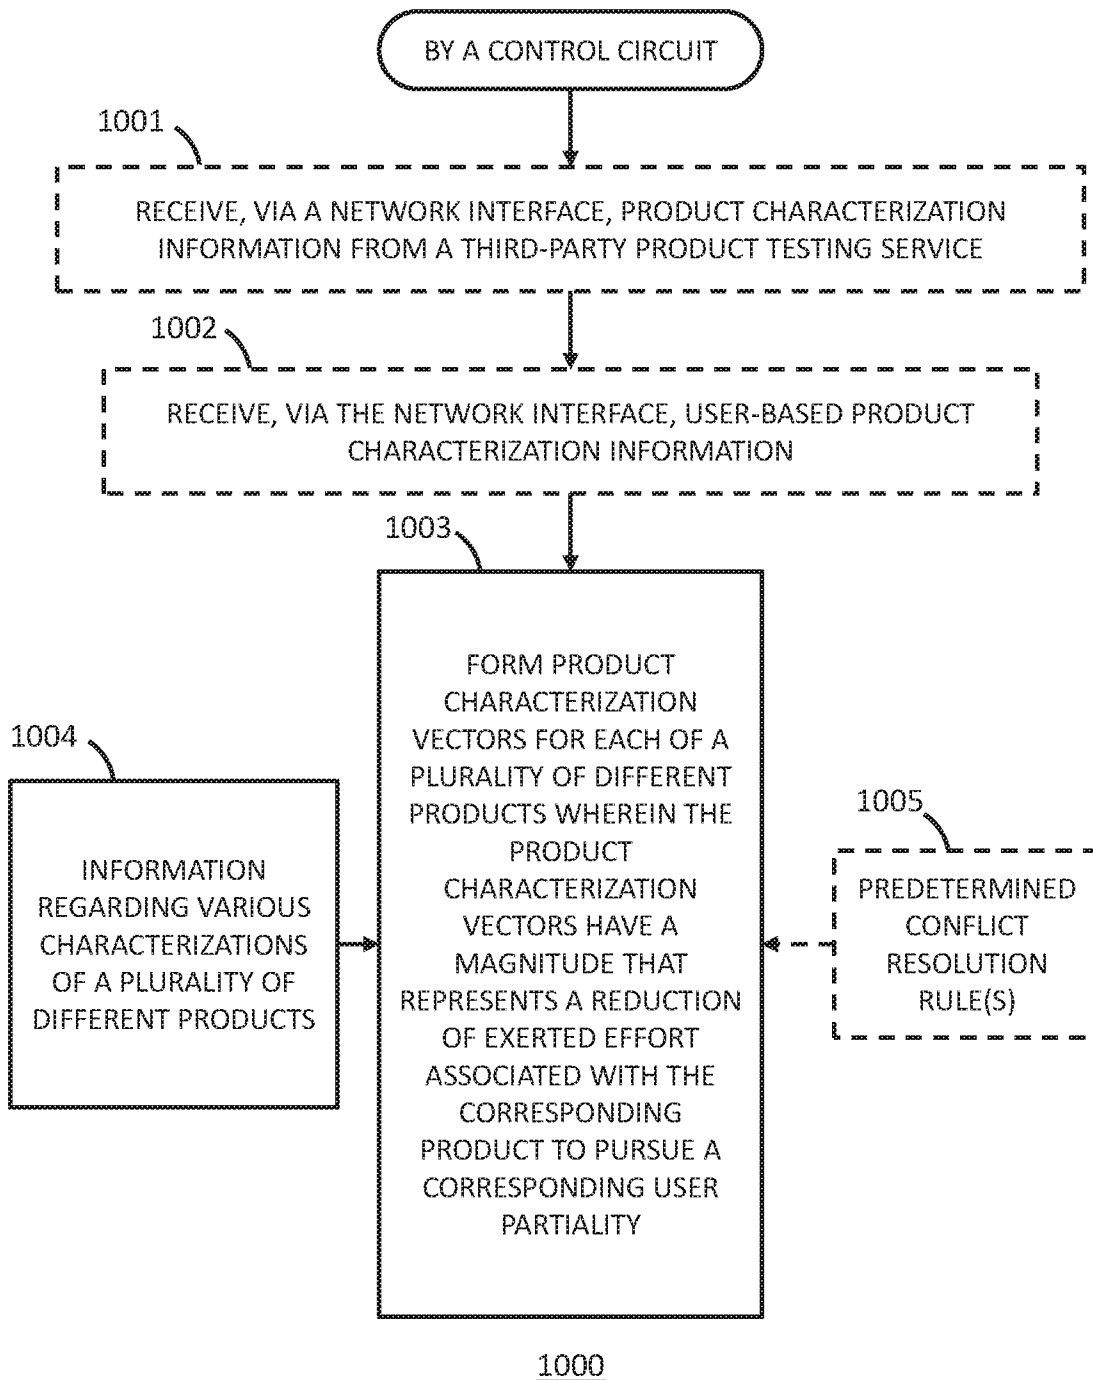 BY A CONTROL CIRCUIT
1001
RECEIVE, VIA A NETWORK INTERFACE, PRODUCT CHARACTERIZATION
INFORMATION FROM A THIRD-PARTY PRODUCT TESTING SERVICE
1002
RECEIVE, VIA THE NETWORK INTERFACE, USER-BASED PRODUCT
CHARACTERIZATION INFORMATION
1003
FORM PRODUCT
CHARACTERIZATION
VECTORS FOR EACH OF A
PLURALITY OF DIFFERENT
PRODUCTS WHEREIN THE
PRODUCT
CHARACTERIZATION
VECTORS HAVE A
MAGNITUDE THAT
REPRESENTS A REDUCTION
OF EXERTED EFFORT
ASSOCIATED WITH THE
CORRESPONDING
PRODUCT TO PURSUE A
CORRESPONDING USER
PARTIALITY
1004
INFORMATION
REGARDING VARIOUS
CHARACTERIZATIONS
OF A PLURALITY OF
DIFFERENT PRODUCTS
1005
PREDETERMINED
CONFLICT
RESOLUTION
RULE(S)
1000